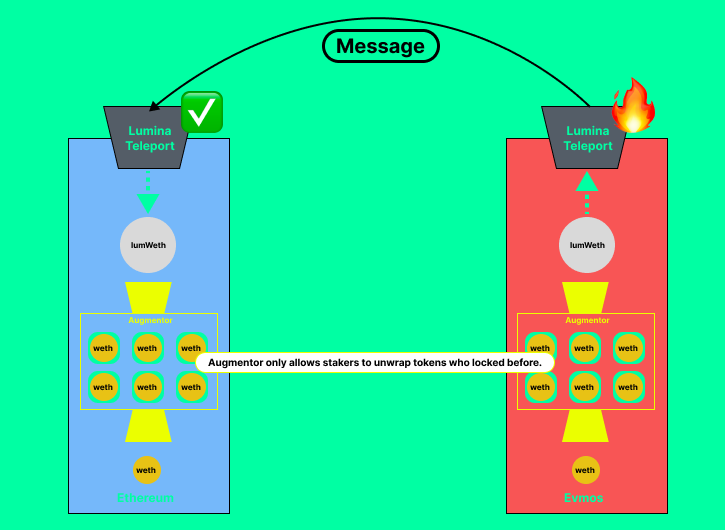 Message
Lumina
Teleport
Lumina
Teleport
lumWeth
lumWeth
Augmentor
Augmentor
weth weth weth
weth weth weth
Augmentor only allows stakers to unwrap tokens who locked before.
weth weth weth
weth weth weth
weth
weth
Ethereum
Evmos